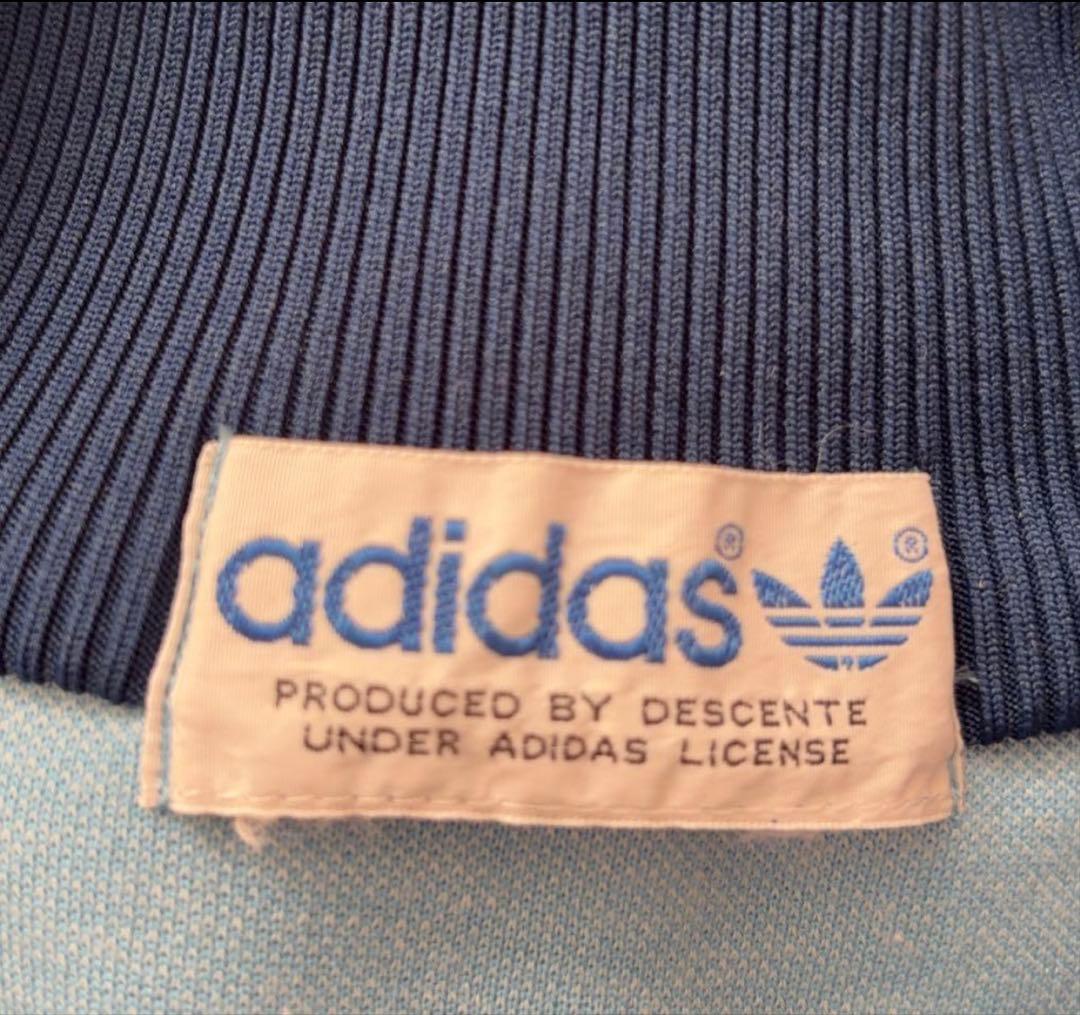 adidas®
®
PRODUCED BY DESCENTE
UNDER ADIDAS LICENSE